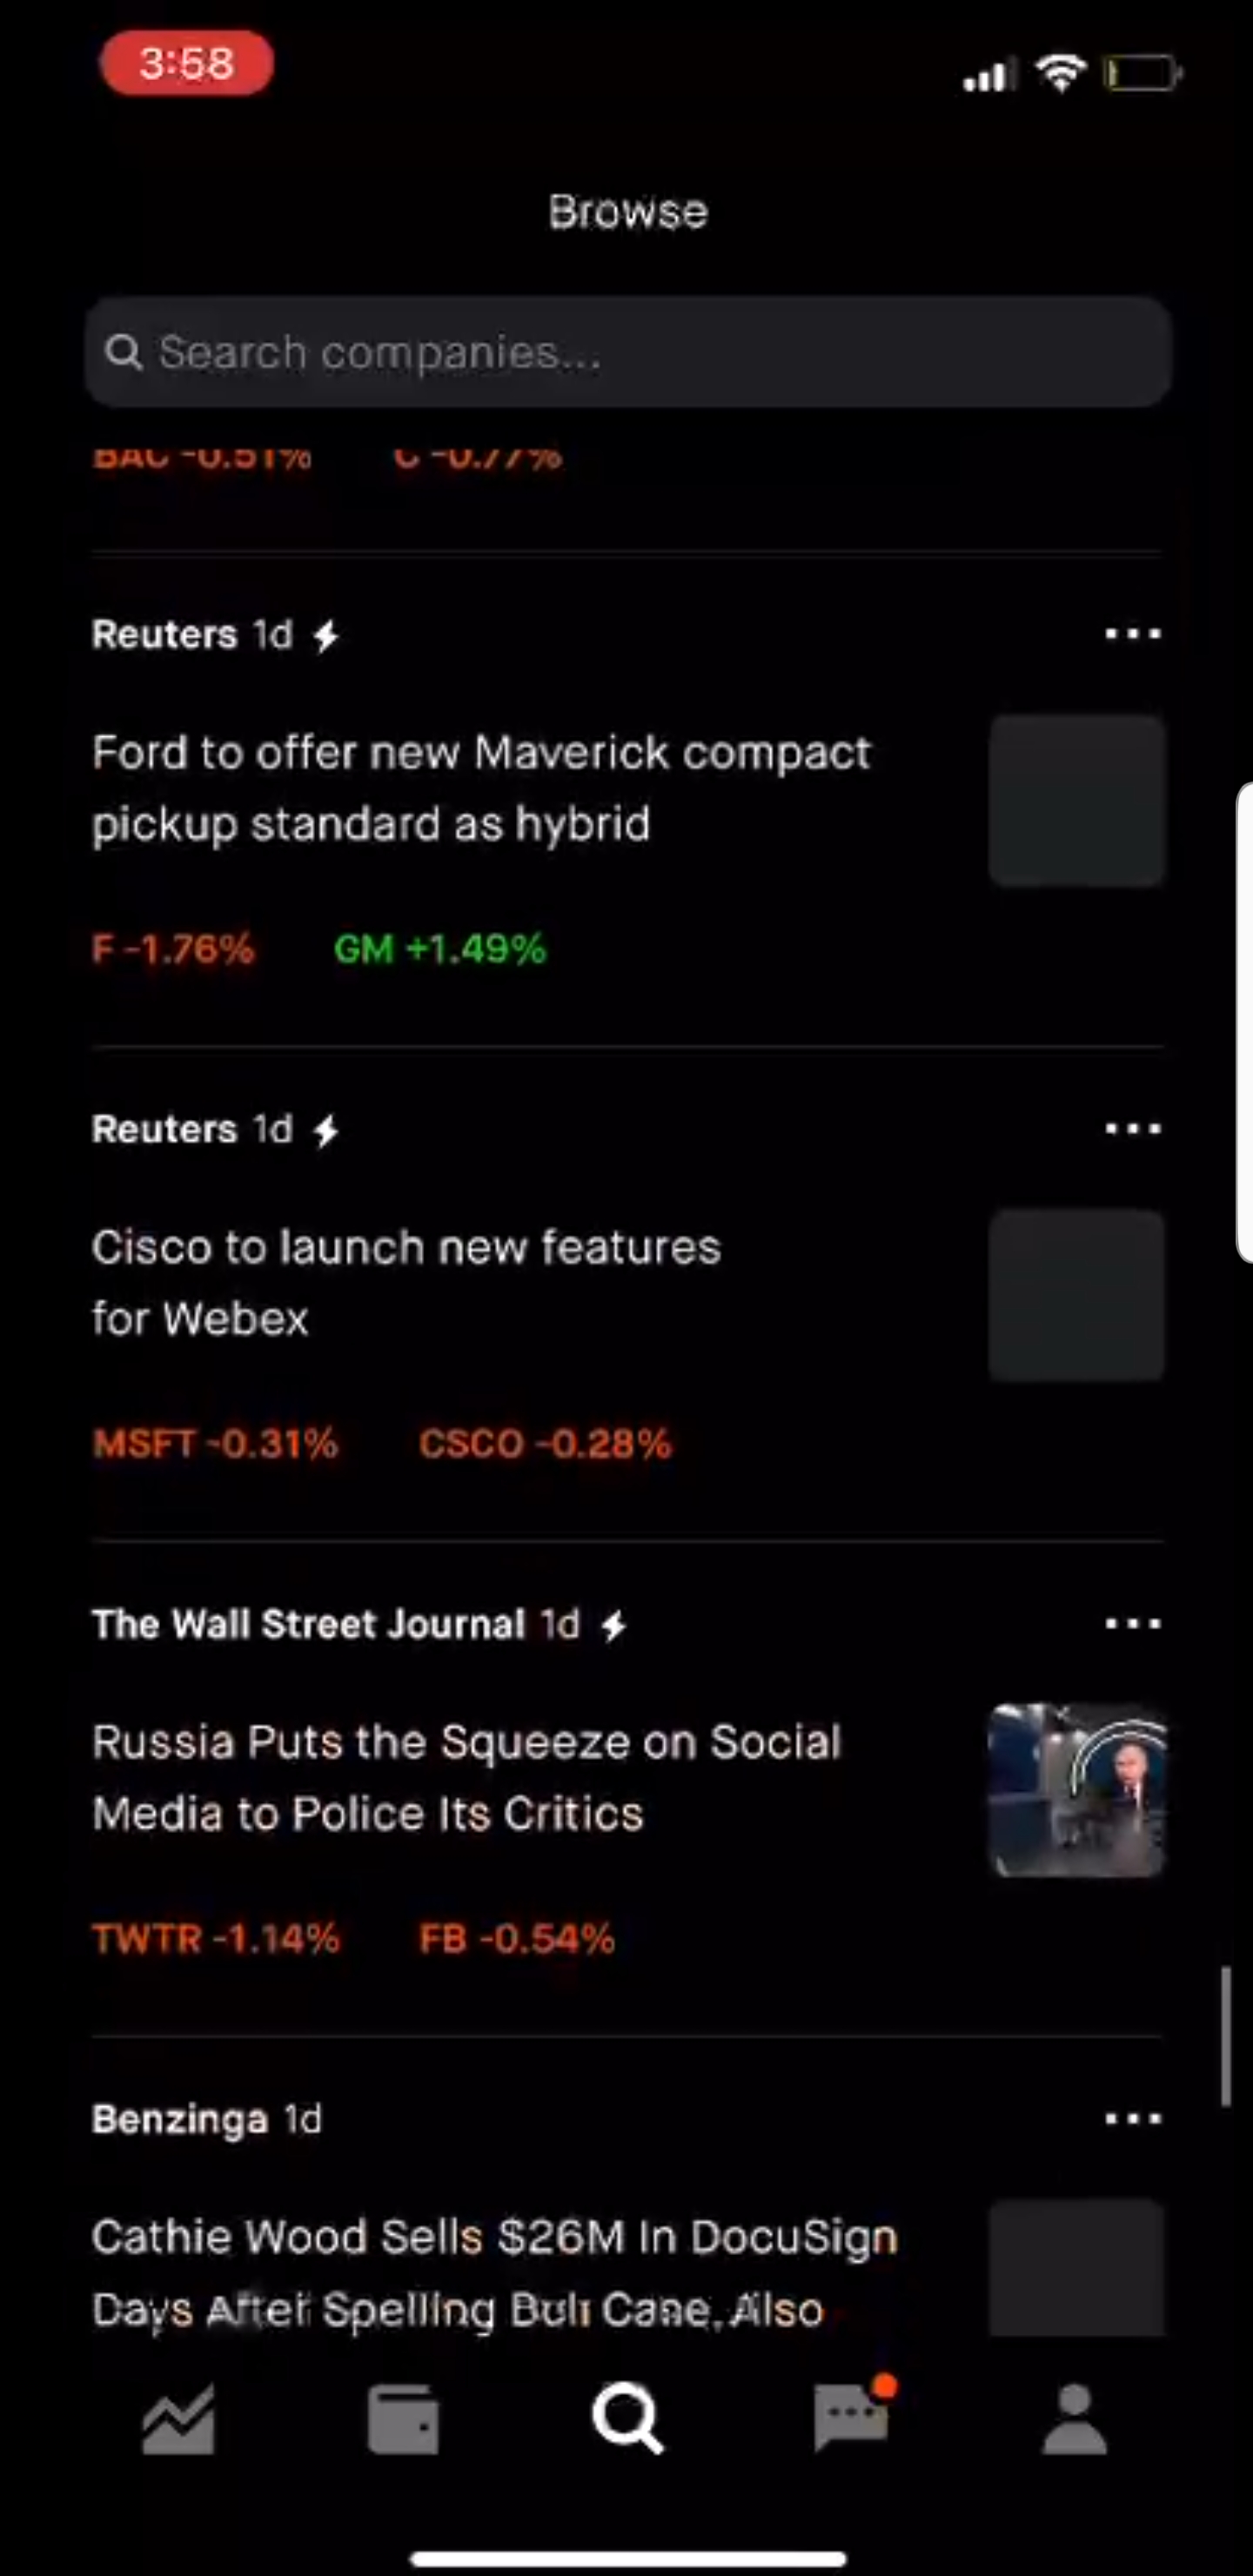 3:58
Browse
Search companies...
BAC -0.51% C -0.77%
Reuters 1d
Ford to offer new Maverick compact
pickup standard as hybrid
F -1.76% GM +1.49%
Reuters 1d
Cisco to launch new features
for Webex
MSFT -0.31% CSCO -0.28%
The Wall Street Journal 1d
Russia Puts the Squeeze on Social
Media to Police Its Critics
TWTR -1.14% FB -0.54%
Benzinga 1d
Cathie Wood Sells $26M In DocuSign
Days After Spelling Bull Case, Also